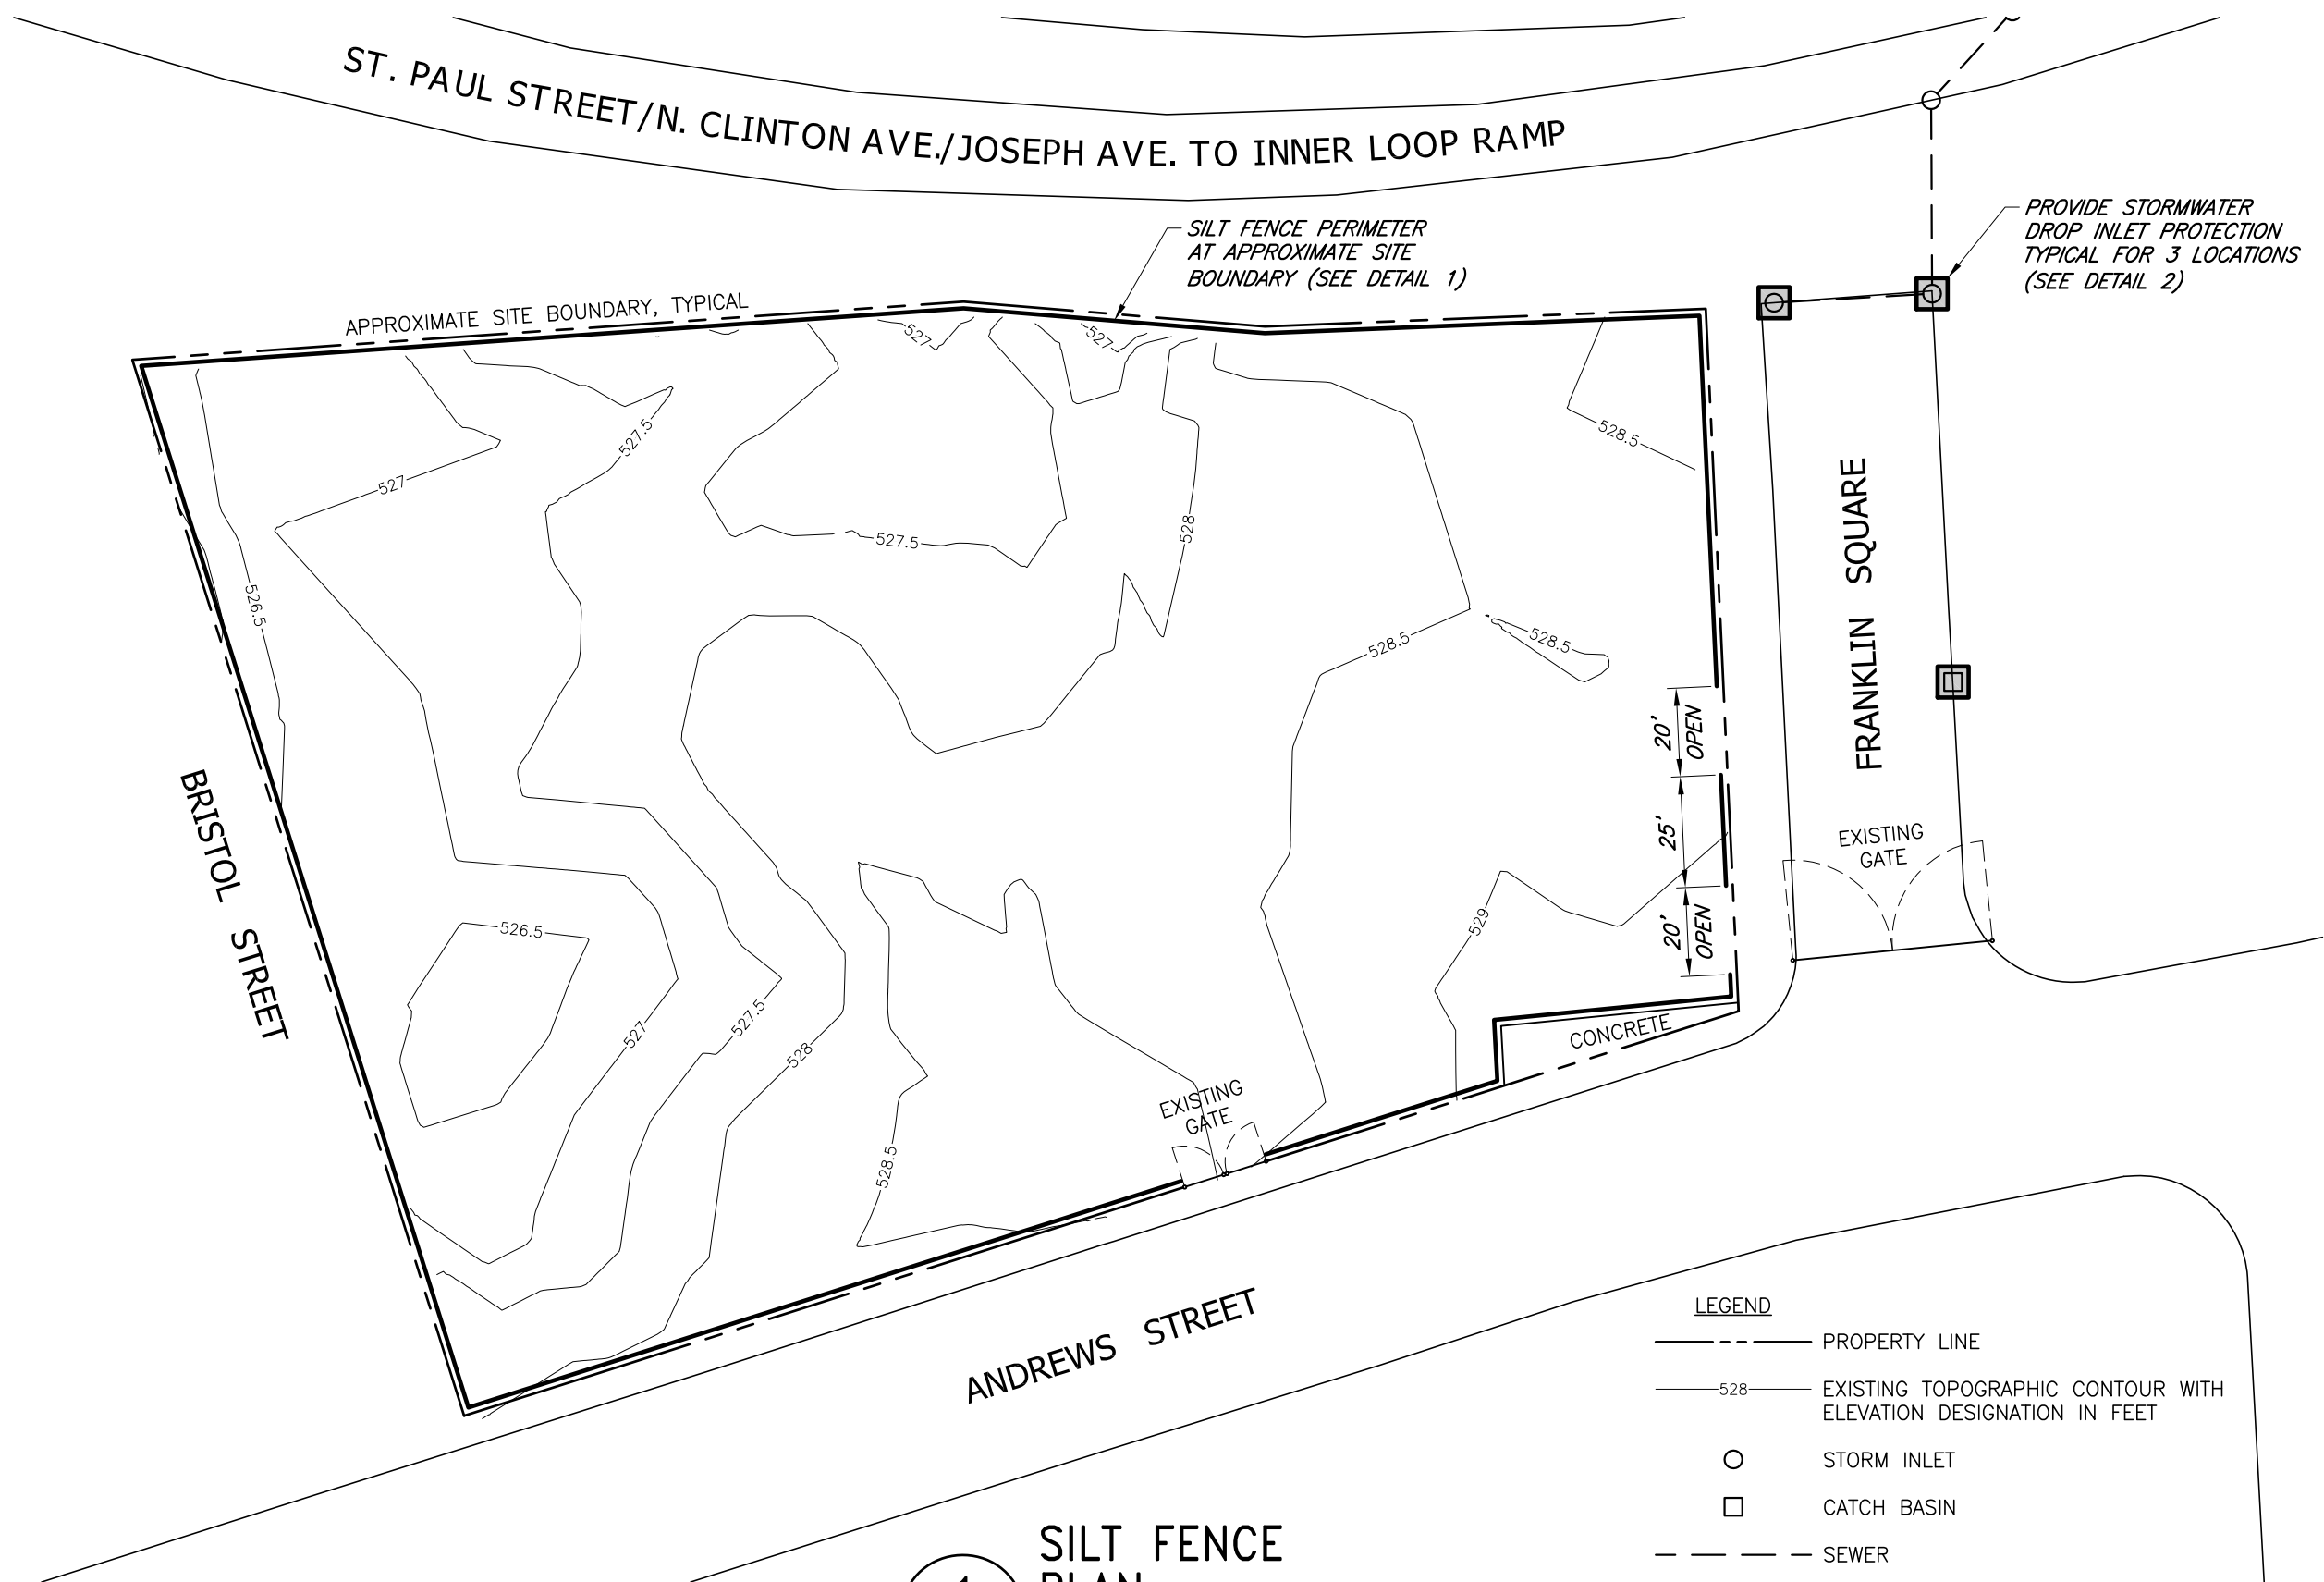 ST. PAUL STREET/N. CLINTON AVE./JOSEPH AVE. TO INNER LOOP RAMP
SILT FENCE PERIMETER
AT APPROXIMATE SITE
BOUNDARY (SEE DETAIL 1)
PROVIDE STORMWATER
DROP INLET PROTECTION
TYPICAL FOR 3 LOCATIONS
(SEE DETAIL 2)
APPROXIMATE SITE BOUNDARY, TYPICAL
527
527
527.5
528.5
527
527.5
528
526.5
528.5
528.5
FRANKLIN SQUARE
20'
OPEN
25'
20'
OPEN
EXISTING
GATE
BRISTOL STREET
526.5
529
527
527.5
528
CONCRETE
EXISTING
GATE
528.5
ANDREWS STREET
LEGEND
PROPERTY LINE
528
EXISTING TOPOGRAPHIC CONTOUR WITH
ELEVATION DESIGNATION IN FEET
STORM INLET
CATCH BASIN
SEWER
SILT FENCE
PLAN
1